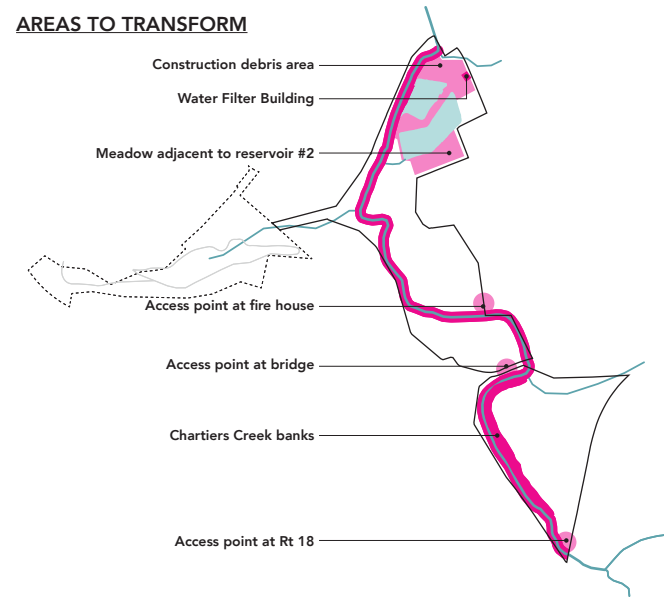 AREAS TO TRANSFORM
Construction debris area
Water Filter Building
Meadow adjacent to reservoir #2
Access point at fire house
Access point at bridge
Chartiers Creek banks
Access point at Rt 18